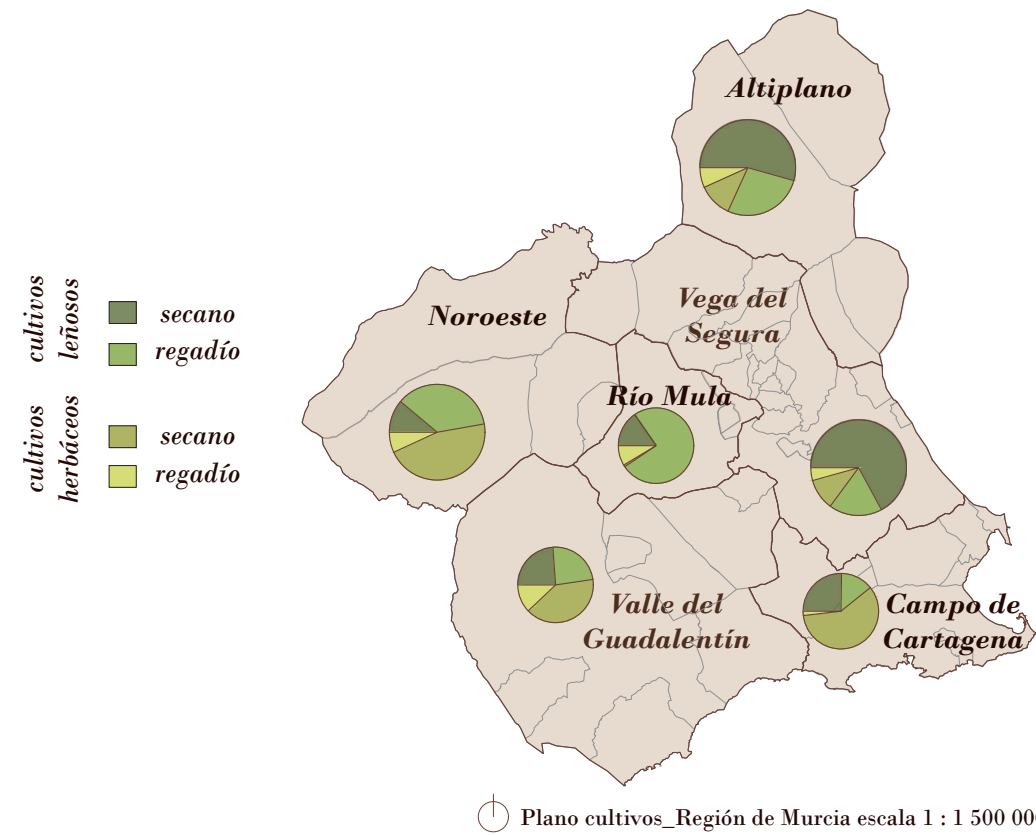 Altiplano
cultivos
leñosos
secano
regadío
cultivos
herbáceos
secano
regadío
Noroeste
Vega del
Segura
Río Mula
Valle del
Guadalentín
Campo de
Cartagena
Plano cultivos_Región de Murcia escala 1 : 1 500 00